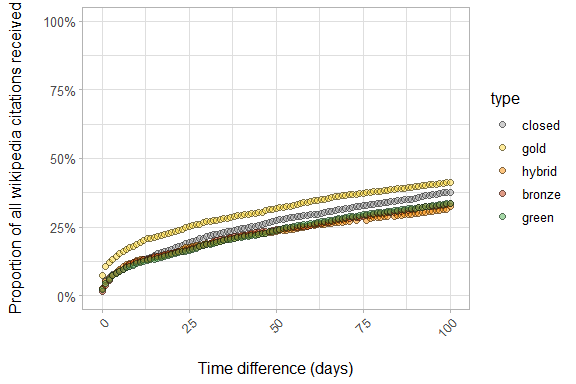 Proportion of all wikipedia citations received
100%
75%
50%
25%
0%
0
25
50
75
100
Time difference (days)
type
closed
gold
hybrid
bronze
green